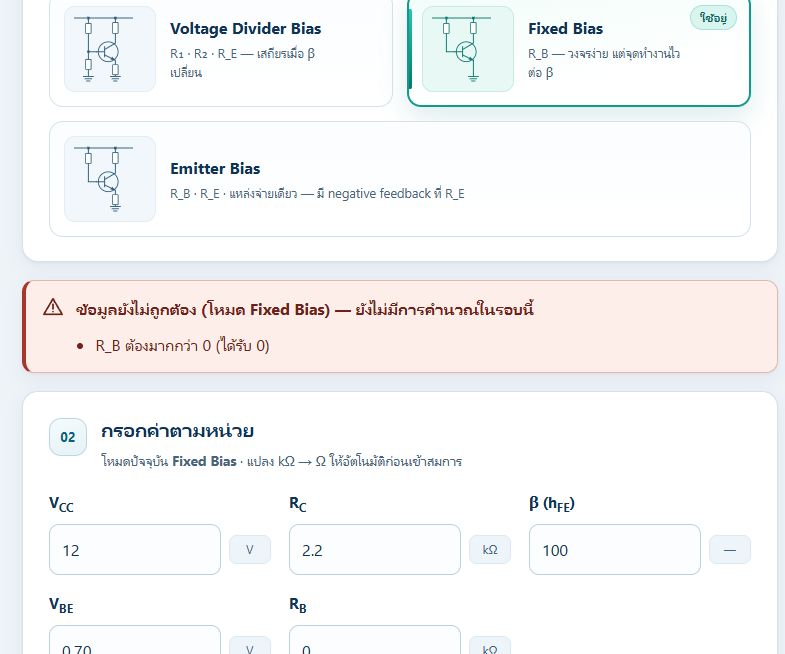 Voltage Divider Bias
R₁ · R₂ · R_E — เสถียรเมื่อ β
เปลี่ยน
Fixed Bias
ใช้อยู่
R_B — วงจรง่าย แต่จุดทำงานไว
ต่อ β
Emitter Bias
R_B · R_E · แหล่งจ่ายเดียว — มี negative feedback ที่ R_E
ข้อมูลยังไม่ถูกต้อง (โหมด Fixed Bias) — ยังไม่มีการคำนวณในรอบนี้
• R_B ต้องมากกว่า 0 (ได้รับ 0)
02
กรอกค่าตามหน่วย
โหมดปัจจุบัน Fixed Bias · แปลง kΩ → Ω ให้อัตโนมัติก่อนเข้าสมการ
V_CC R_C β (h_FE)
12 V 2.2 kΩ 100 —
V_BE R_B
0.70 V 0 kΩ